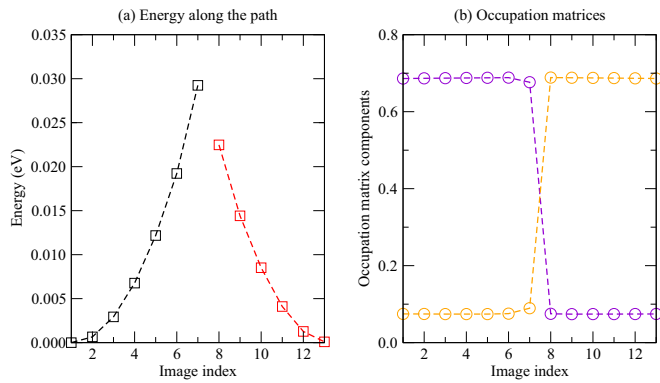 (a) Energy along the path
0.035
0.030
0.025
0.020
0.015
0.010
0.005
0.000
Energy (eV)
2 4 6 8 10 12
Image index
(b) Occupation matrices
0.8
0.6
0.4
0.2
0.0
Occupation matrix components
2 4 6 8 10 12
Image index